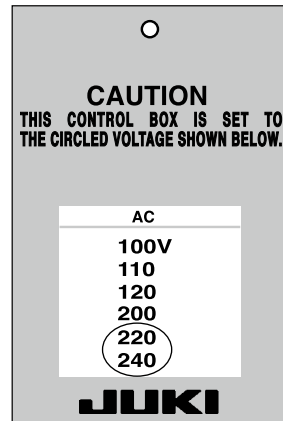 CAUTION
THIS CONTROL BOX IS SET TO
THE CIRCLED VOLTAGE SHOWN BELOW.
AC
100V
110
120
200
220
240
JUKI